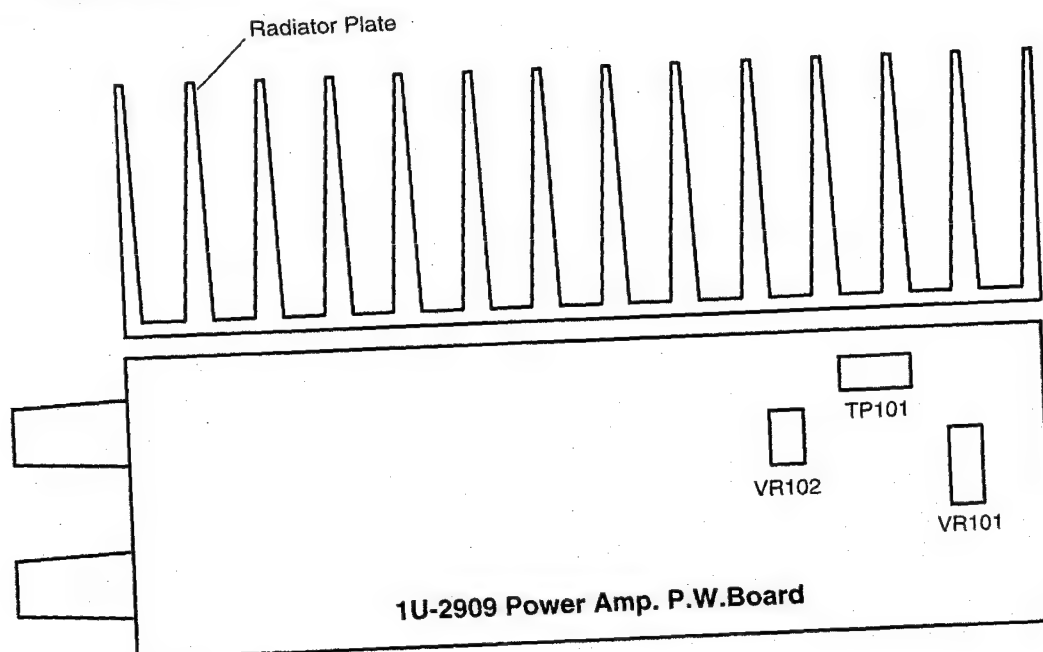 Radiator Plate
TP101
VR102
VR101
1U-2909 Power Amp. P.W.Board